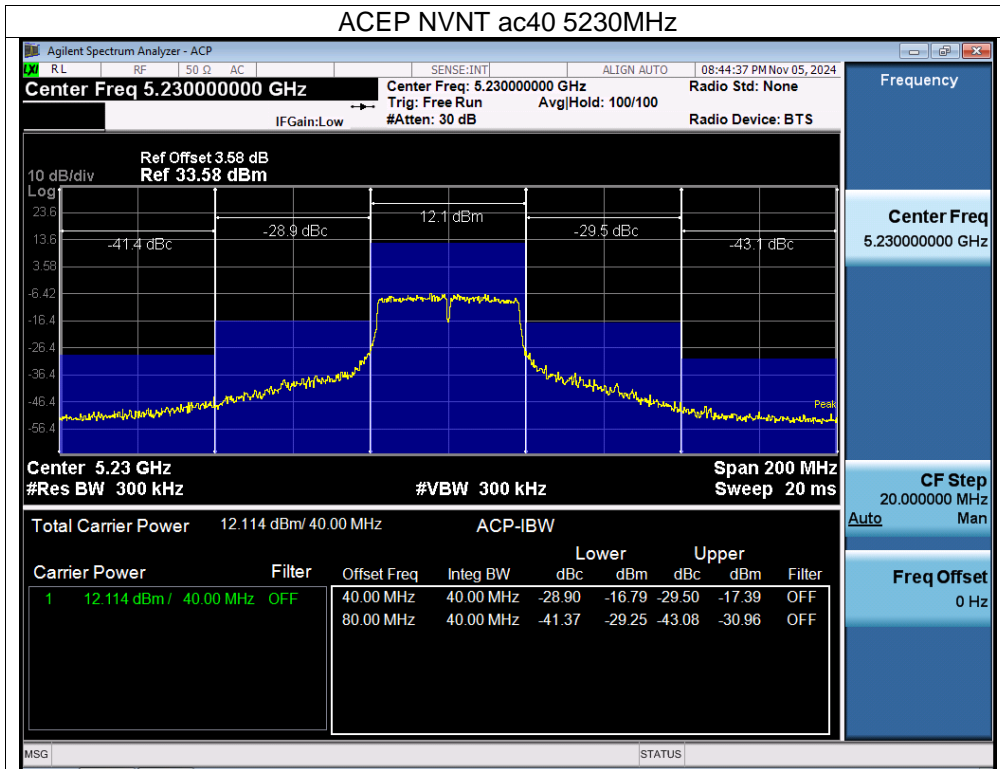 ACEP NVNT ac40 5230MHz
Agilent Spectrum Analyzer - ACP
LXI RL RF 50 Ω AC SENSE:INT ALIGN AUTO 08:44:37 PM Nov 05, 2024
Center Freq 5.230000000 GHz Center Freq: 5.230000000 GHz Radio Std: None
Trig: Free Run Avg|Hold: 100/100
IFGain:Low #Atten: 30 dB Radio Device: BTS
Frequency
Ref Offset 3.58 dB
10 dB/div Ref 33.58 dBm
Log
23.6
13.6
3.58
-6.42
-16.4
-26.4
-36.4
-46.4
-56.4
-41.4 dBc -28.9 dBc 12.1 dBm -29.5 dBc -43.1 dBc
Peak
Center 5.23 GHz Span 200 MHz
#Res BW 300 kHz #VBW 300 kHz Sweep 20 ms
Center Freq
5.230000000 GHz
CF Step
20.000000 MHz
Auto Man
Freq Offset
0 Hz
Total Carrier Power 12.114 dBm/ 40.00 MHz ACP-IBW
Lower Upper
Carrier Power Filter Offset Freq Integ BW dBc dBm dBc dBm Filter
1 12.114 dBm / 40.00 MHz OFF 40.00 MHz 40.00 MHz -28.90 -16.79 -29.50 -17.39 OFF
80.00 MHz 40.00 MHz -41.37 -29.25 -43.08 -30.96 OFF
MSG STATUS